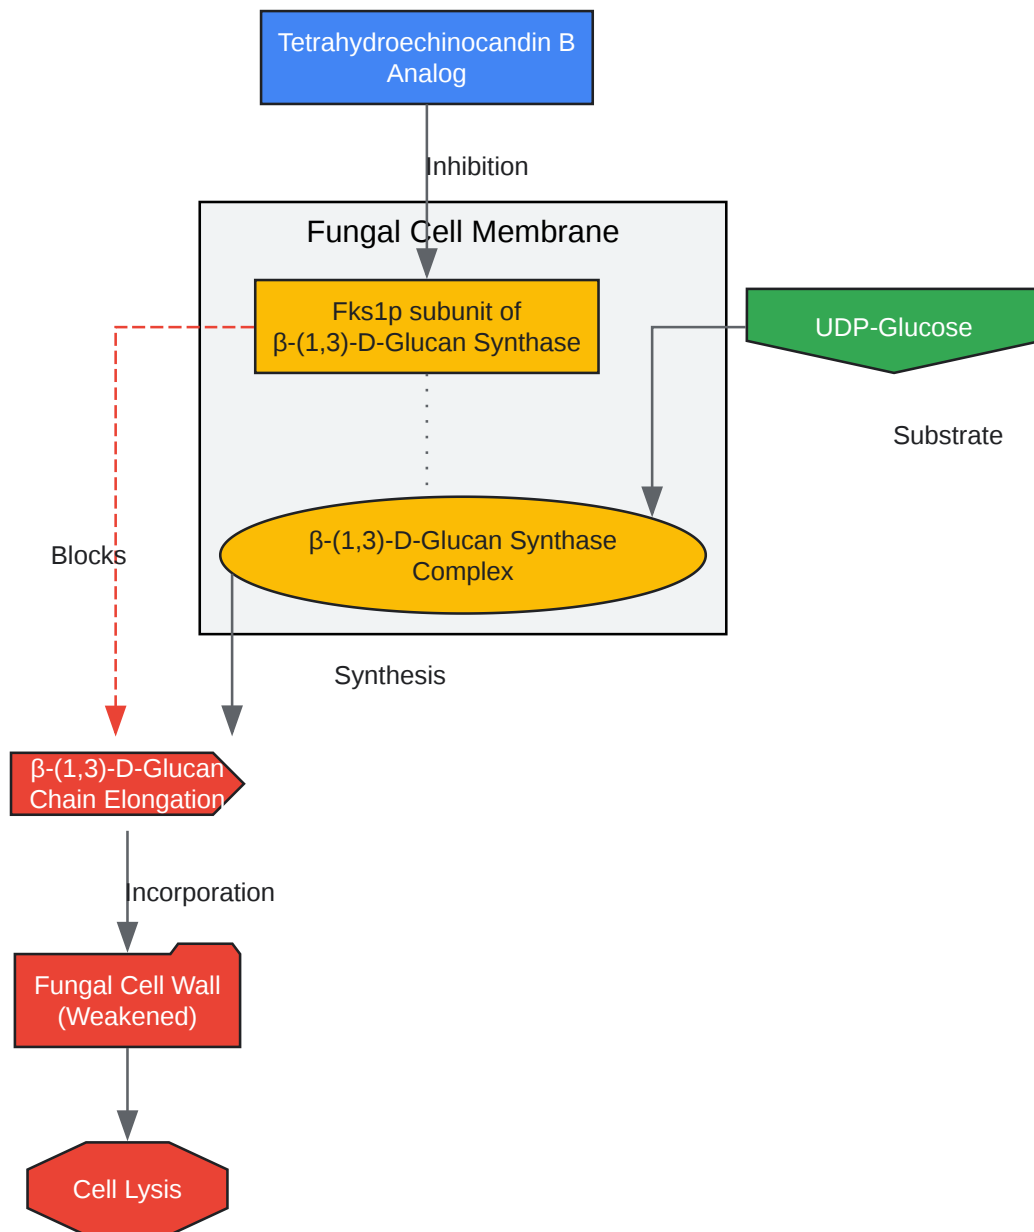 Tetrahydroechinocandin B
Analog
Inhibition
Fungal Cell Membrane
Fks1p subunit of
β-(1,3)-D-Glucan Synthase
UDP-Glucose
Substrate
β-(1,3)-D-Glucan Synthase
Complex
Blocks
Synthesis
β-(1,3)-D-Glucan
Chain Elongation
Incorporation
Fungal Cell Wall
(Weakened)
Cell Lysis